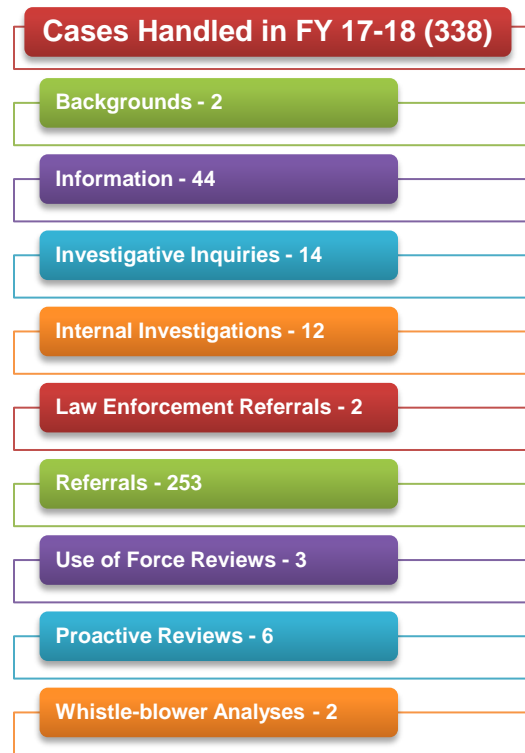 Cases Handled in FY 17-18 (338)
Backgrounds - 2
Information - 44
Investigative Inquiries - 14
Internal Investigations - 12
Law Enforcement Referrals - 2
Referrals - 253
Use of Force Reviews - 3
Proactive Reviews - 6
Whistle-blower Analyses - 2